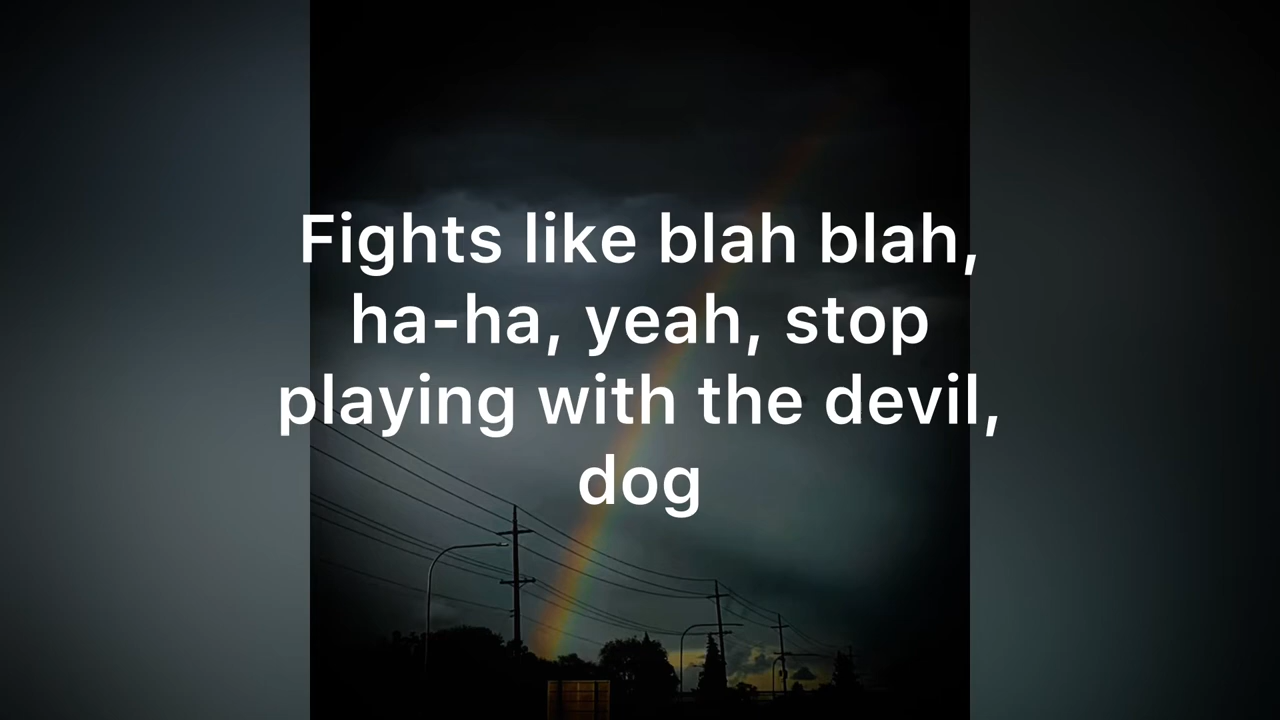 Fights like blah blah,
ha-ha, yeah, stop
playing with the devil,
dog